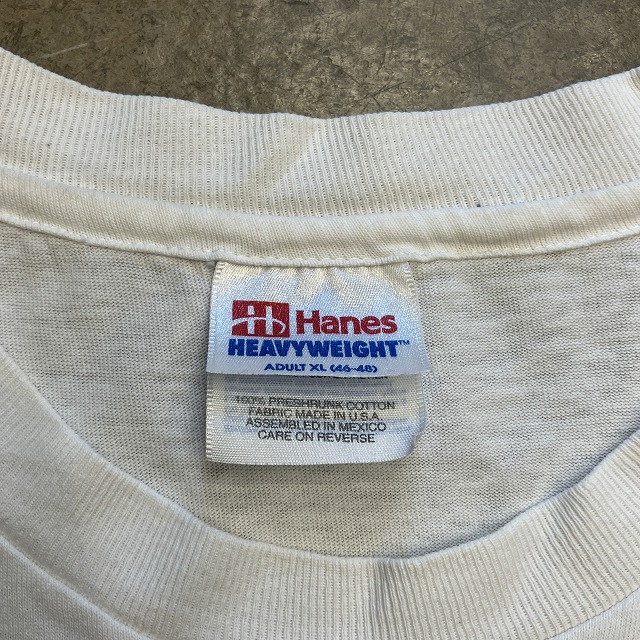 Hanes
HEAVYWEIGHT™
ADULT XL (46-48)
100% PRESHRUNK COTTON
FABRIC MADE IN U.S.A.
ASSEMBLED IN MEXICO
CARE ON REVERSE